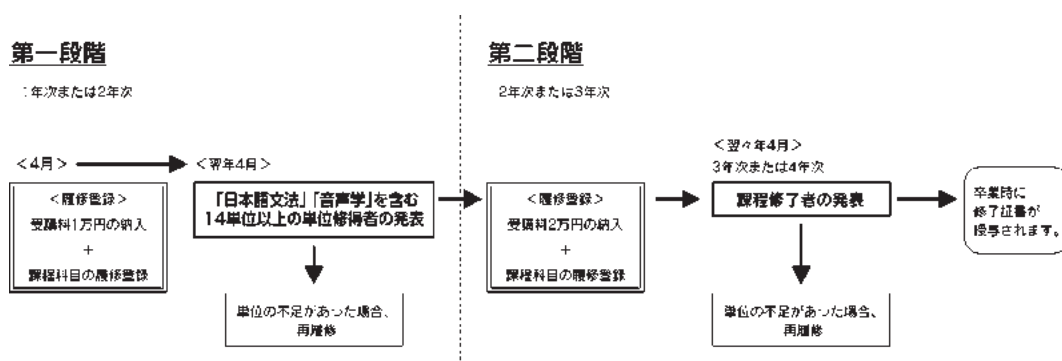 第一段階
1年次または2年次
＜4月＞
＜翌年4月＞
＜履修登録＞
受講料1万円の納入
+
課程科目の履修登録
「日本語文法」「音声学」を含む
14単位以上の単位修得者の発表
単位の不足があった場合、
再履修
第二段階
2年次または3年次
＜履修登録＞
受講料2万円の納入
+
課程科目の履修登録
＜翌々年4月＞
3年次または4年次
課程修了者の発表
単位の不足があった場合、
再履修
卒業時に
修了証書が
授与されます。